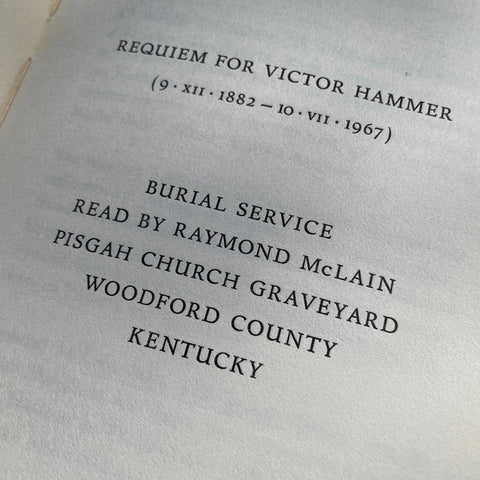 REQUIEM FOR VICTOR HAMMER
(9 · XII · 1882 – 10 · VII · 1967)
BURIAL SERVICE
READ BY RAYMOND McLAIN
PISGAH CHURCH GRAVEYARD
WOODFORD COUNTY
KENTUCKY